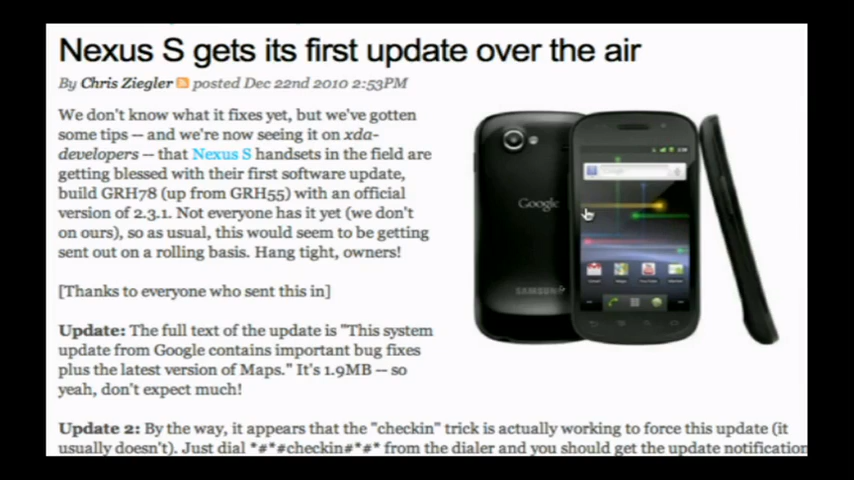 Nexus S gets its first update over the air
By Chris Ziegler posted Dec 22nd 2010 2:53PM
We don't know what it fixes yet, but we've gotten
some tips -- and we're now seeing it on xda-
developers -- that Nexus S handsets in the field are
getting blessed with their first software update,
build GRH78 (up from GRH55) with an official
version of 2.3.1. Not everyone has it yet (we don't
on ours), so as usual, this would seem to be getting
sent out on a rolling basis. Hang tight, owners!
[Thanks to everyone who sent this in]
Update: The full text of the update is "This system
update from Google contains important bug fixes
plus the latest version of Maps." It's 1.9MB -- so
yeah, don't expect much!
Update 2: By the way, it appears that the "checkin" trick is actually working to force this update (it
usually doesn't). Just dial *#*#checkin#*#* from the dialer and you should get the update notification
Google
SAMSUNG